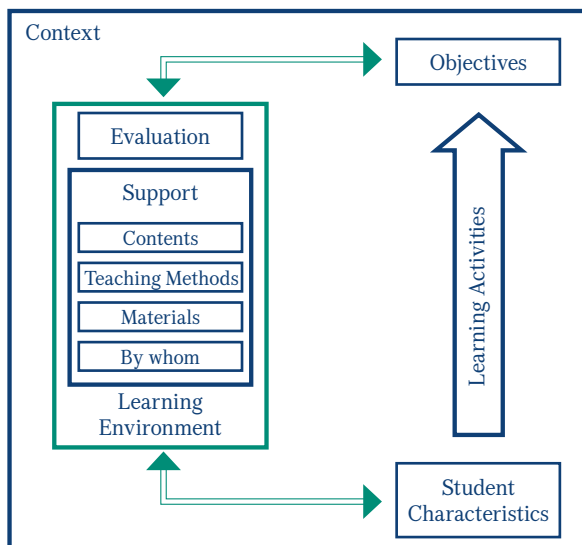 Context
Objectives
Evaluation
Support
Contents
Teaching Methods
Materials
By whom
Learning
Environment
Learning Activities
Student
Characteristics